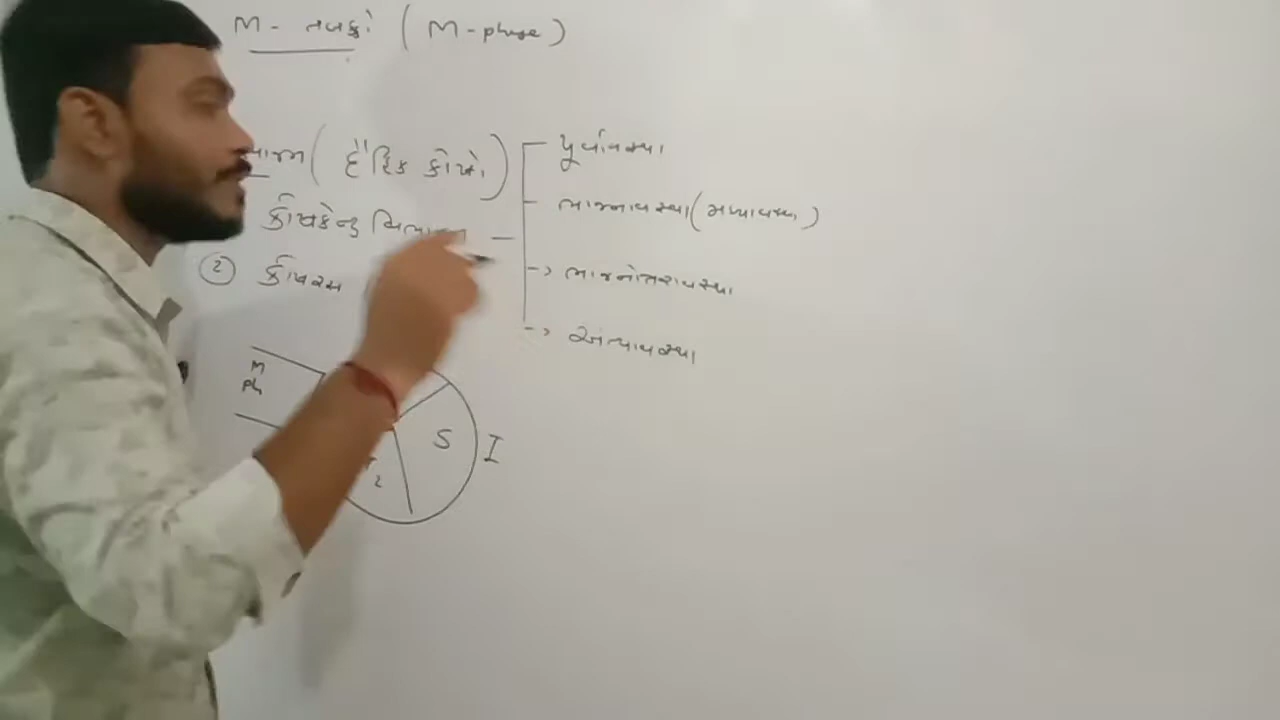 M - તબક્કો (M-phase)
(દૈહિક કોષો)
પૂર્વાવસ્થા
ભાજનાવસ્થા (મધ્યાવસ્થા)
કોષકેન્દ્ર વિભાજન
② કોષરસ
ભાજનોત્તરાવસ્થા
અંત્યાવસ્થા
M
Ph
S
I
2